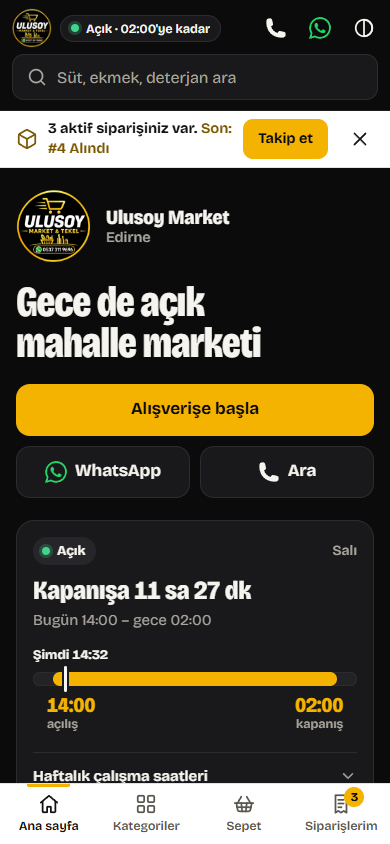 ULUSOY
Açık · 02:00'ye kadar
Süt, ekmek, deterjan ara
3 aktif siparişiniz var. Son:
#4 Alındı
Takip et
ULUSOY
MARKET & TEKEL
Ulusoy Market
Edirne
Gece de açık
mahalle marketi
Alışverişe başla
WhatsApp
Ara
Açık
Salı
Kapanışa 11 sa 27 dk
Bugün 14:00 – gece 02:00
Şimdi 14:32
14:00
02:00
açılış
kapanış
Haftalık çalışma saatleri
3
Ana sayfa
Kategoriler
Sepet
Siparişlerim